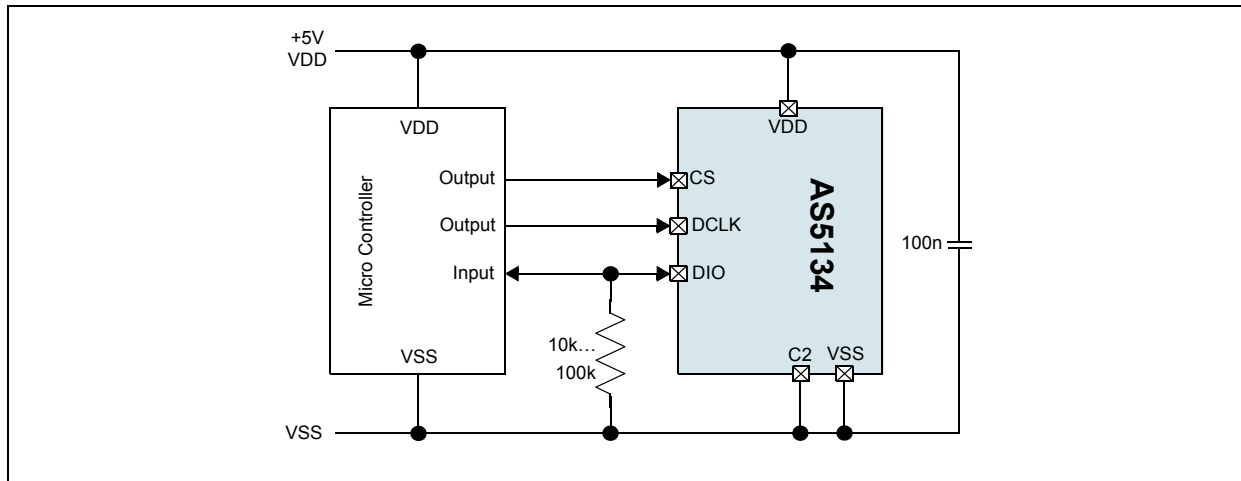 +5V
VDD
VDD
VDD
Micro Controller
Output
CS
Output
DCLK
Input
DIO
AS5134
100n
10k…
100k
VSS
C2
VSS
VSS